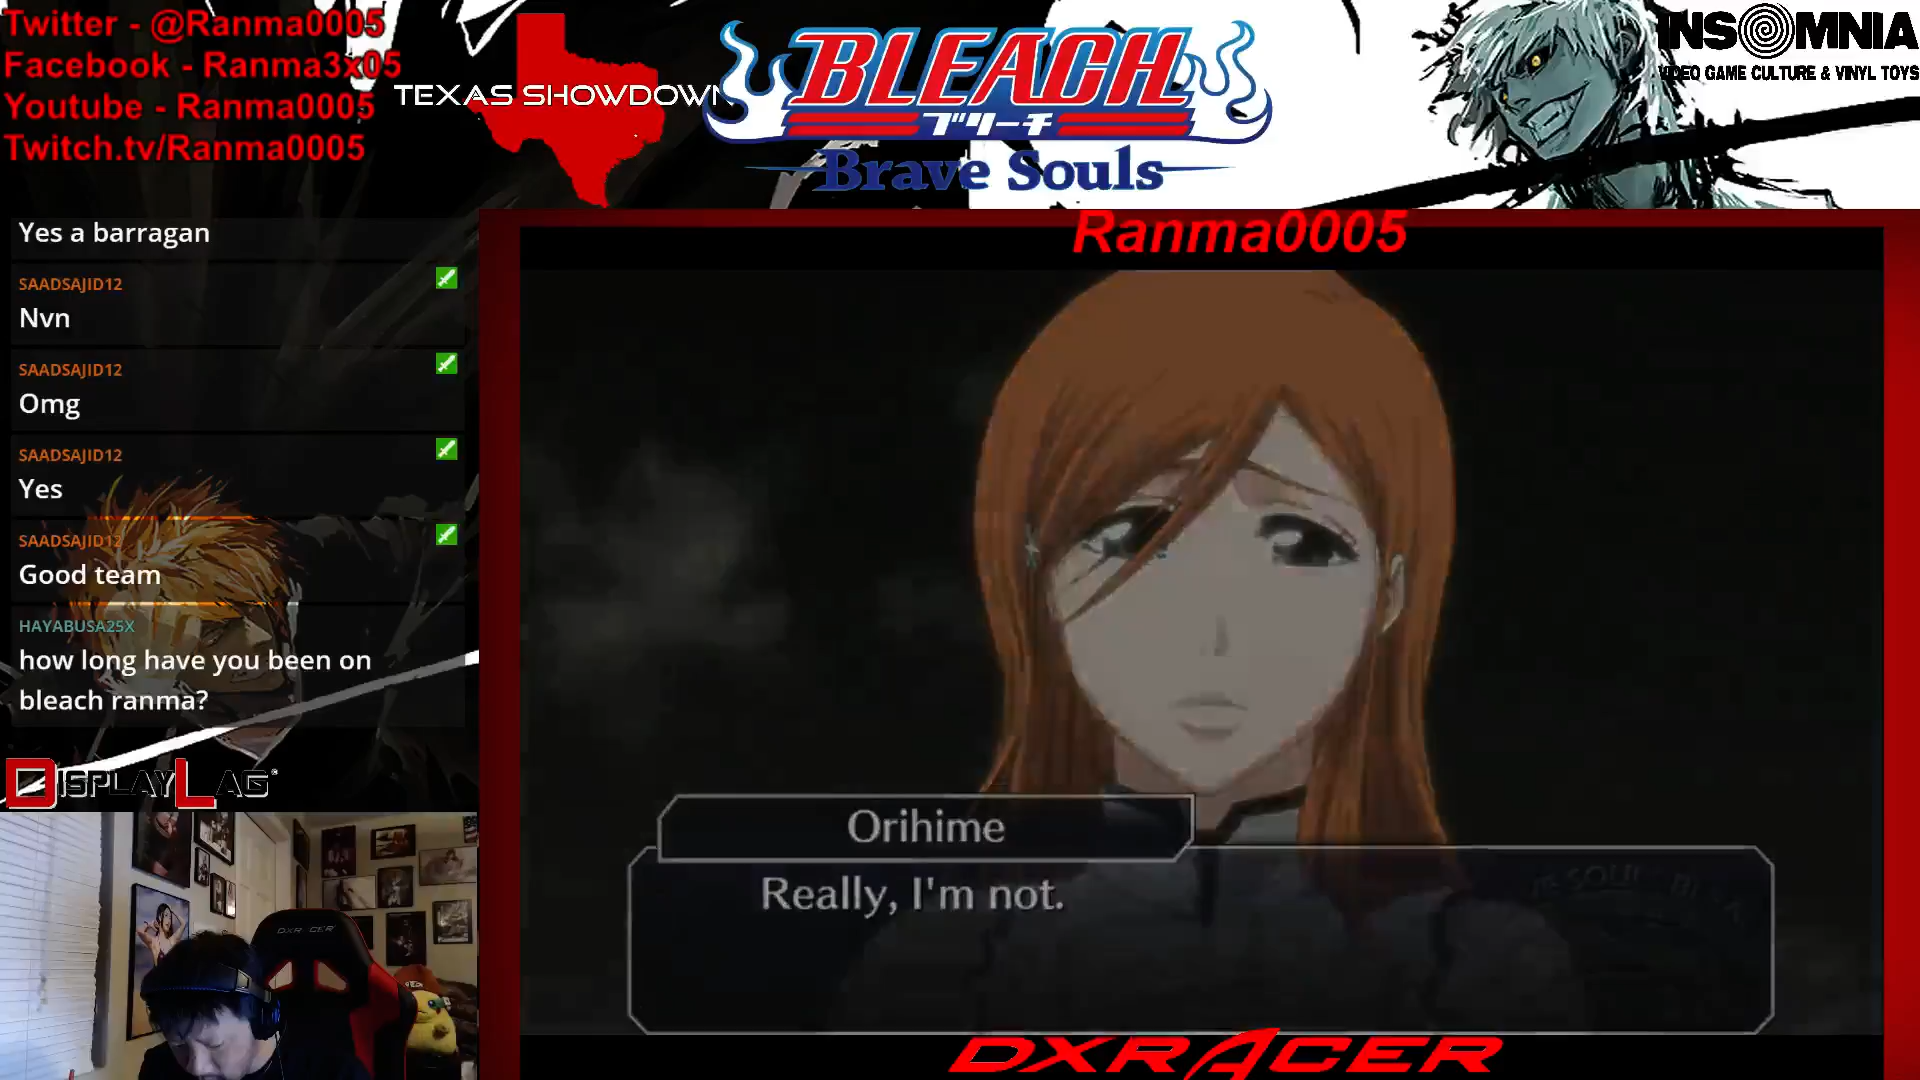 Twitter - @Ranma0005
Facebook - Ranma3x05
Youtube - Ranma0005
Twitch.tv/Ranma0005
TEXAS SHOWDOWN
BLEACH
ブリーチ
Brave Souls
INSOMNIA
VIDEO GAME CULTURE & VINYL TOYS
Ranma0005
Yes a barragan
SAADSAJID12
Nvn
SAADSAJID12
Omg
SAADSAJID12
Yes
SAADSAJID12
Good team
HAYABUSA25X
how long have you been on
bleach ranma?
DISPLAYLAG
Orihime
Really, I'm not.
DXRACER